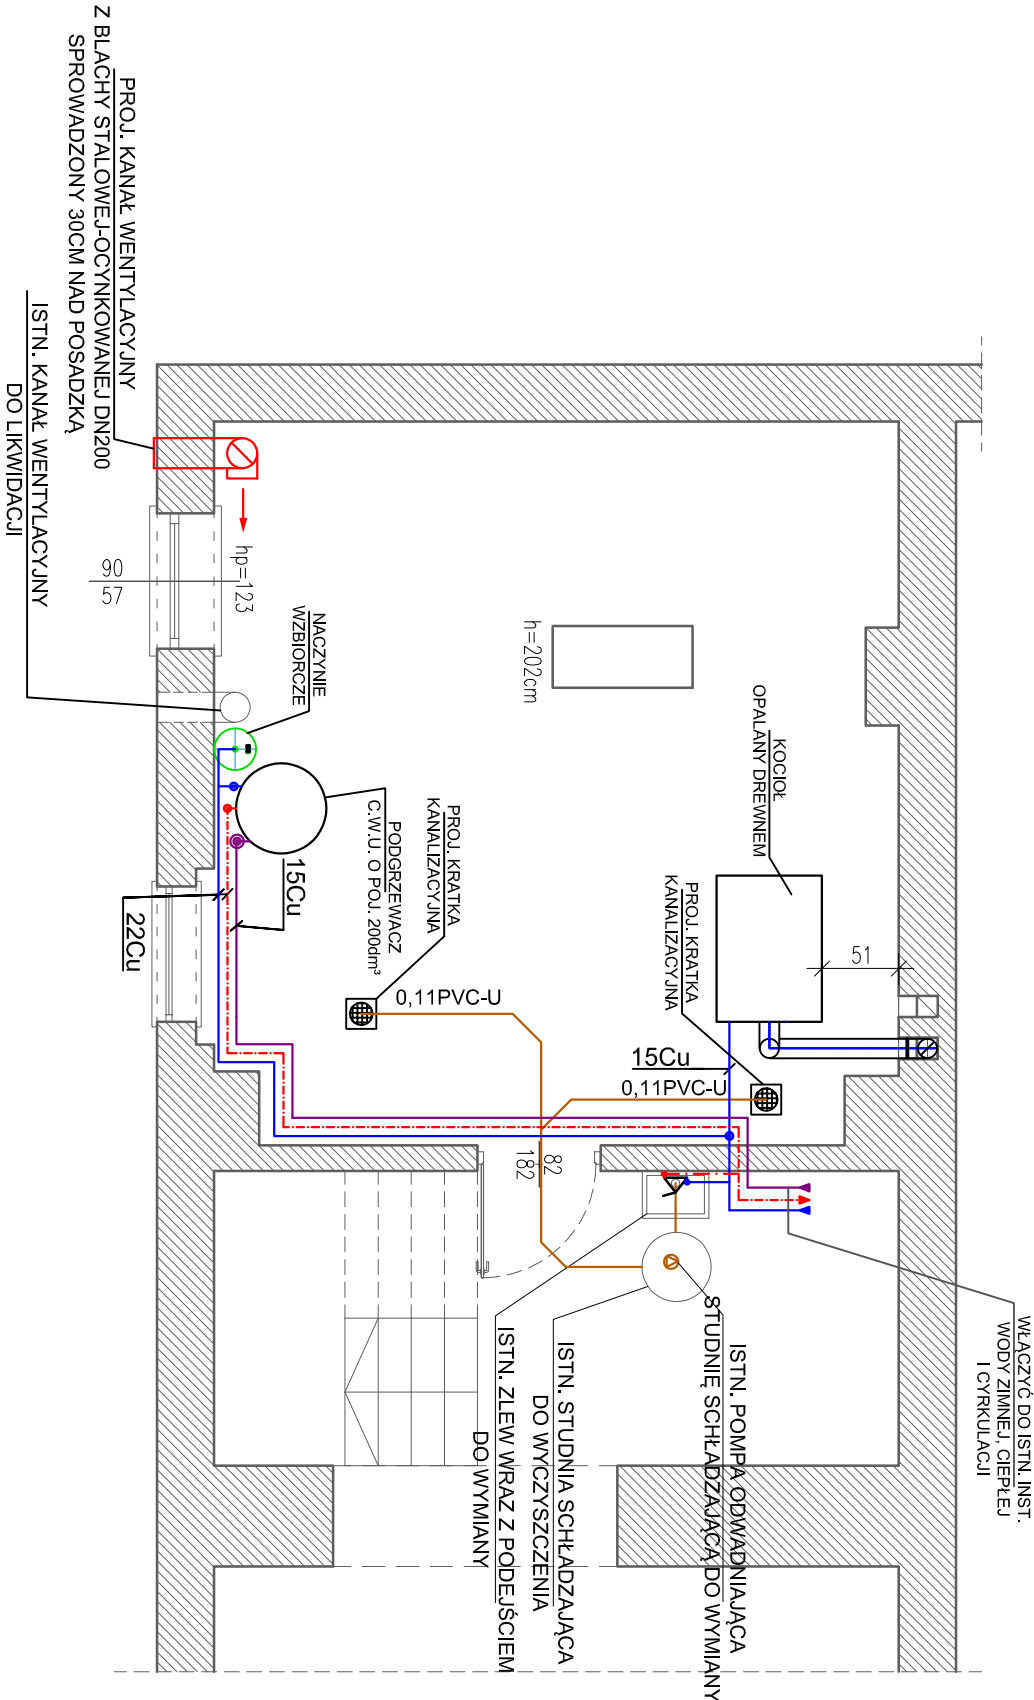 PROJ. KANAŁ WENTYLACYJNY
Z BLACHY STALOWEJ-OCYNKOWANEJ DN200
SPROWADZONY 30CM NAD POSADZKĄ
ISTN. KANAŁ WENTYLACYJNY
DO LIKWIDACJI
90
57
hp=123
h=202cm
NACZYNIE
WZBIORCZE
KOCIOŁ
OPALANY DREWNEM
PODGRZEWACZ
C.W.U. O POJ. 200dm³
PROJ. KRATKA
KANALIZACYJNA
PROJ. KRATKA
KANALIZACYJNA
51
15Cu
22Cu
0,11PVC-U
15Cu
0,11PVC-U
82
182
WŁĄCZYĆ DO ISTN. INST.
WODY ZIMNEJ, CIEPŁEJ
I CYRKULACJI
ISTN. POMPA ODWADNIAJĄCA
STUDNIĘ SCHŁADZAJĄCĄ DO WYMIANY
ISTN. STUDNIA SCHŁADZAJĄCA
DO WYCZYSZCZENIA
ISTN. ZLEW WRAZ Z PODEJŚCIEM
DO WYMIANY